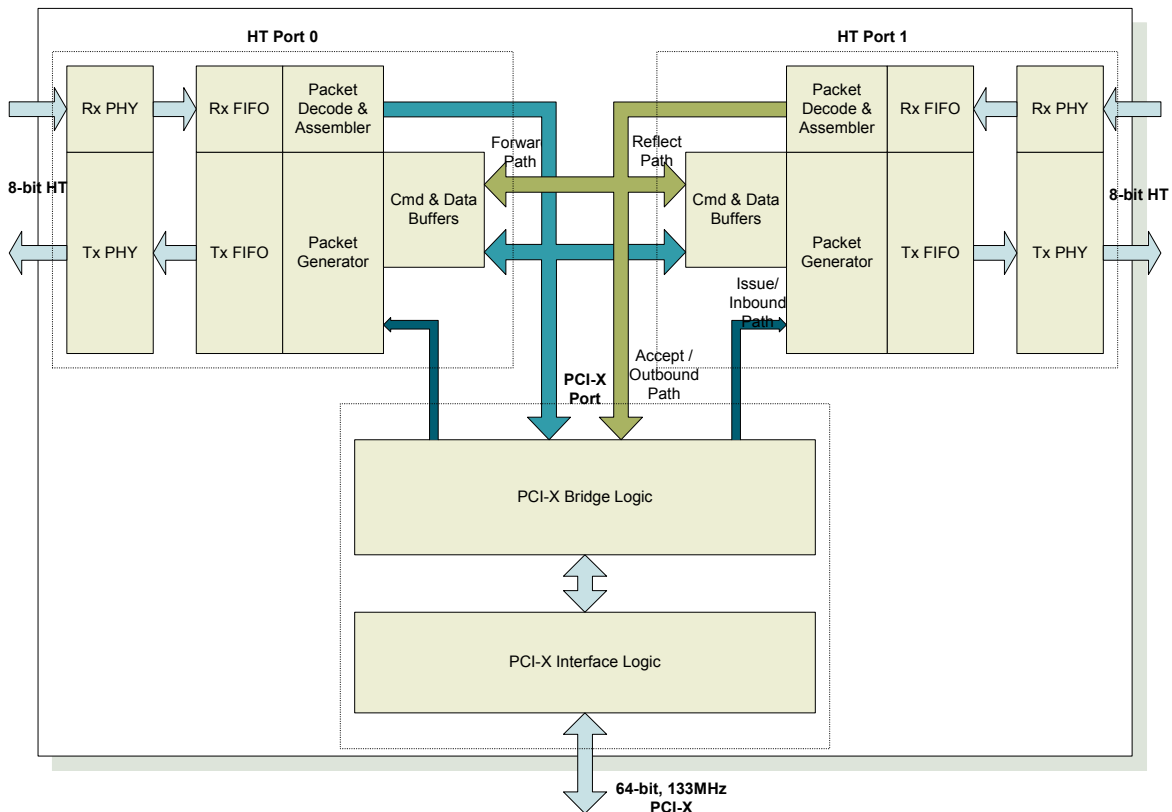 HT Port 0
HT Port 1
Rx PHY
Rx FIFO
Packet
Decode &
Assembler
Packet
Decode &
Assembler
Rx FIFO
Rx PHY
Forwar
Path
Reflect
Path
8-bit HT
8-bit HT
Cmd & Data
Buffers
Cmd & Data
Buffers
Tx PHY
Tx FIFO
Packet
Generator
Packet
Generator
Tx FIFO
Tx PHY
Issue/
Inbound
Path
Accept /
Outbound
Path
PCI-X
Port
PCI-X Bridge Logic
PCI-X Interface Logic
64-bit, 133MHz
PCI-X